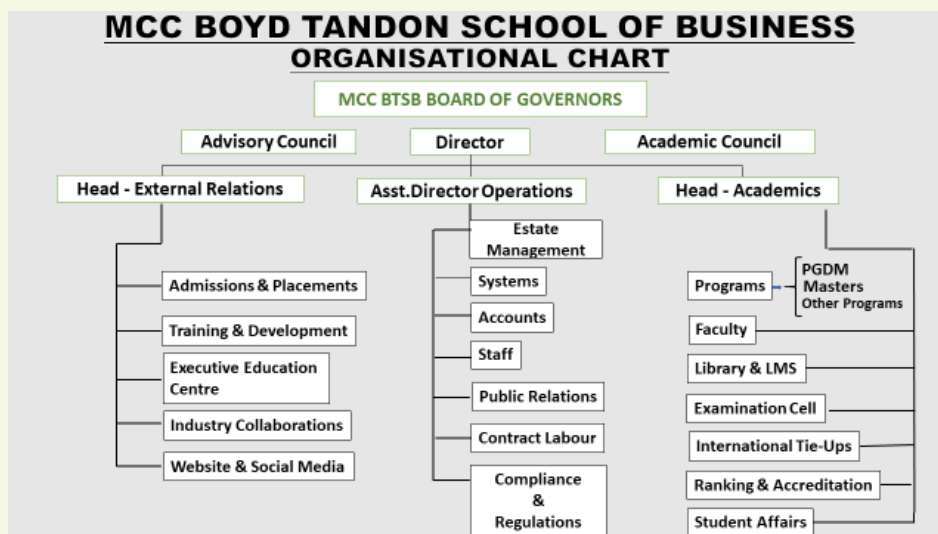 MCC BOYD TANDON SCHOOL OF BUSINESS
ORGANISATIONAL CHART
MCC BTSB BOARD OF GOVERNORS
Advisory Council
Director
Academic Council
Head - External Relations
Asst.Director Operations
Head - Academics
Admissions & Placements
Training & Development
Executive Education
Centre
Industry Collaborations
Website & Social Media
Estate
Management
Systems
Accounts
Staff
Public Relations
Contract Labour
Compliance
&
Regulations
Programs
PGDM
Masters
Other Programs
Faculty
Library & LMS
Examination Cell
International Tie-Ups
Ranking & Accreditation
Student Affairs